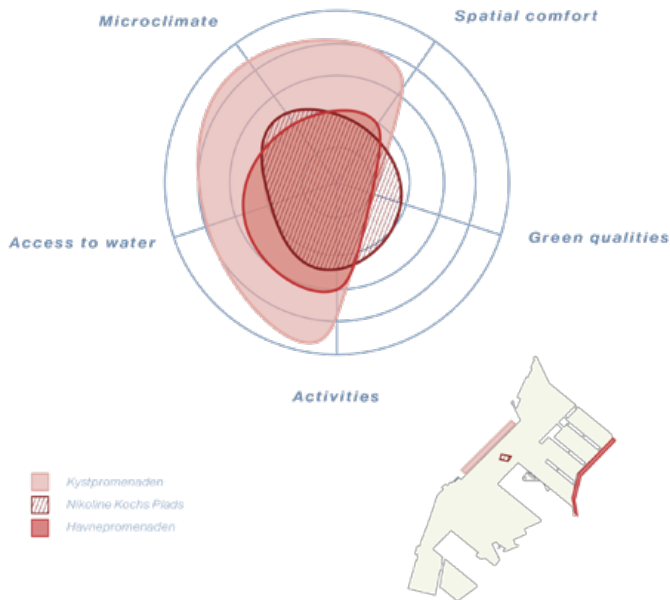 Microclimate
Spatial comfort
Access to water
Green qualities
Activities
Kystpromenaden
Nikoline Kochs Plads
Havnepromenaden